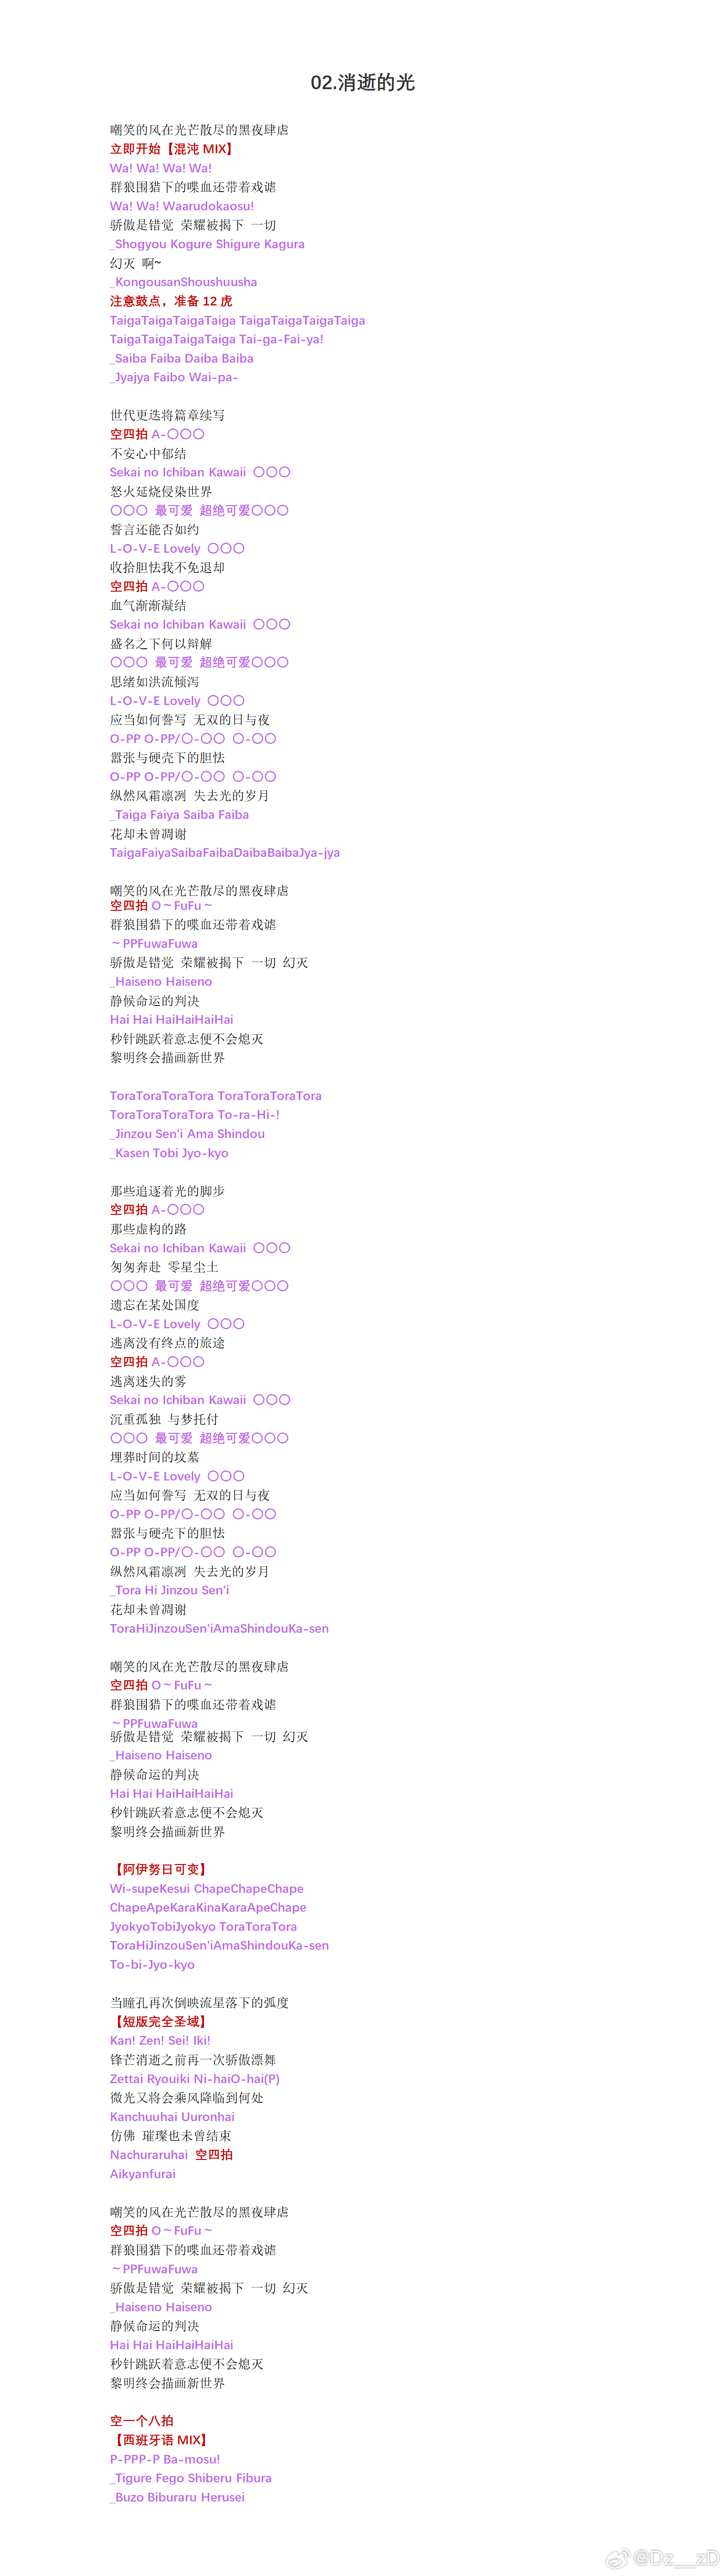 02.消逝的光
嘲笑的风在光芒散尽的黑夜肆虐
立即开始【混沌 MIX】
Wa! Wa! Wa! Wa!
群狼围猎下的喋血还带着戏谑
Wa! Wa! Waarudokaosu!
骄傲是错觉 荣耀被揭下 一切
_Shogyou Kogure Shigure Kagura
幻灭 啊~
_KongousanShoushuusha
注意鼓点，准备 12 虎
TaigaTaigaTaigaTaiga TaigaTaigaTaigaTaiga
TaigaTaigaTaigaTaiga Tai-ga-Fai-ya!
_Saiba Faiba Daiba Baiba
_Jyajya Faibo Wai-pa-
世代更迭将篇章续写
空四拍 A-〇〇〇
不安心中郁结
Sekai no Ichiban Kawaii 〇〇〇
怒火延烧侵染世界
〇〇〇 最可爱 超绝可爱〇〇〇
誓言还能否如约
L-O-V-E Lovely 〇〇〇
收拾胆怯我不免退却
空四拍 A-〇〇〇
血气渐渐凝结
Sekai no Ichiban Kawaii 〇〇〇
盛名之下何以辩解
〇〇〇 最可爱 超绝可爱〇〇〇
思绪如洪流倾泻
L-O-V-E Lovely 〇〇〇
应当如何誊写 无双的日与夜
O-PP O-PP/〇-〇〇 〇-〇〇
嚣张与硬壳下的胆怯
O-PP O-PP/〇-〇〇 〇-〇〇
纵然风霜凛冽 失去光的岁月
_Taiga Faiya Saiba Faiba
花却未曾凋谢
TaigaFaiyaSaibaFaibaDaibaBaibaJya-jya
嘲笑的风在光芒散尽的黑夜肆虐
空四拍 O～FuFu～
群狼围猎下的喋血还带着戏谑
～PPFuwaFuwa
骄傲是错觉 荣耀被揭下 一切 幻灭
_Haiseno Haiseno
静候命运的判决
Hai Hai HaiHaiHaiHai
秒针跳跃着意志便不会熄灭
黎明终会描画新世界
ToraToraToraTora ToraToraToraTora
ToraToraToraTora To-ra-Hi-!
_Jinzou Sen'i Ama Shindou
_Kasen Tobi Jyo-kyo
那些追逐着光的脚步
空四拍 A-〇〇〇
那些虚构的路
Sekai no Ichiban Kawaii 〇〇〇
匆匆奔赴 零星尘土
〇〇〇 最可爱 超绝可爱〇〇〇
遗忘在某处国度
L-O-V-E Lovely 〇〇〇
逃离没有终点的旅途
空四拍 A-〇〇〇
逃离迷失的雾
Sekai no Ichiban Kawaii 〇〇〇
沉重孤独 与梦托付
〇〇〇 最可爱 超绝可爱〇〇〇
埋葬时间的坟墓
L-O-V-E Lovely 〇〇〇
应当如何誊写 无双的日与夜
O-PP O-PP/〇-〇〇 〇-〇〇
嚣张与硬壳下的胆怯
O-PP O-PP/〇-〇〇 〇-〇〇
纵然风霜凛冽 失去光的岁月
_Tora Hi Jinzou Sen'i
花却未曾凋谢
ToraHiJinzouSen'iAmaShindouKa-sen
嘲笑的风在光芒散尽的黑夜肆虐
空四拍 O～FuFu～
群狼围猎下的喋血还带着戏谑
～PPFuwaFuwa
骄傲是错觉 荣耀被揭下 一切 幻灭
_Haiseno Haiseno
静候命运的判决
Hai Hai HaiHaiHaiHai
秒针跳跃着意志便不会熄灭
黎明终会描画新世界
【阿伊努日可变】
Wi-supeKesui ChapeChapeChape
ChapeApeKaraKinaKaraApeChape
JyokyoTobiJyokyo ToraToraTora
ToraHiJinzouSen'iAmaShindouKa-sen
To-bi-Jyo-kyo
当瞳孔再次倒映流星落下的弧度
【短版完全圣域】
Kan! Zen! Sei! Iki!
锋芒消逝之前再一次骄傲漂舞
Zettai Ryouiki Ni-haiO-hai(P)
微光又将会乘风降临到何处
Kanchuuhai Uuronhai
仿佛 璀璨也未曾结束
Nachuraruhai 空四拍
Aikyanfurai
嘲笑的风在光芒散尽的黑夜肆虐
空四拍 O～FuFu～
群狼围猎下的喋血还带着戏谑
～PPFuwaFuwa
骄傲是错觉 荣耀被揭下 一切 幻灭
_Haiseno Haiseno
静候命运的判决
Hai Hai HaiHaiHaiHai
秒针跳跃着意志便不会熄灭
黎明终会描画新世界
空一个八拍
【西班牙语 MIX】
P-PPP-P Ba-mosu!
_Tigure Fego Shiberu Fibura
_Buzo Biburaru Herusei
@Dz__zD